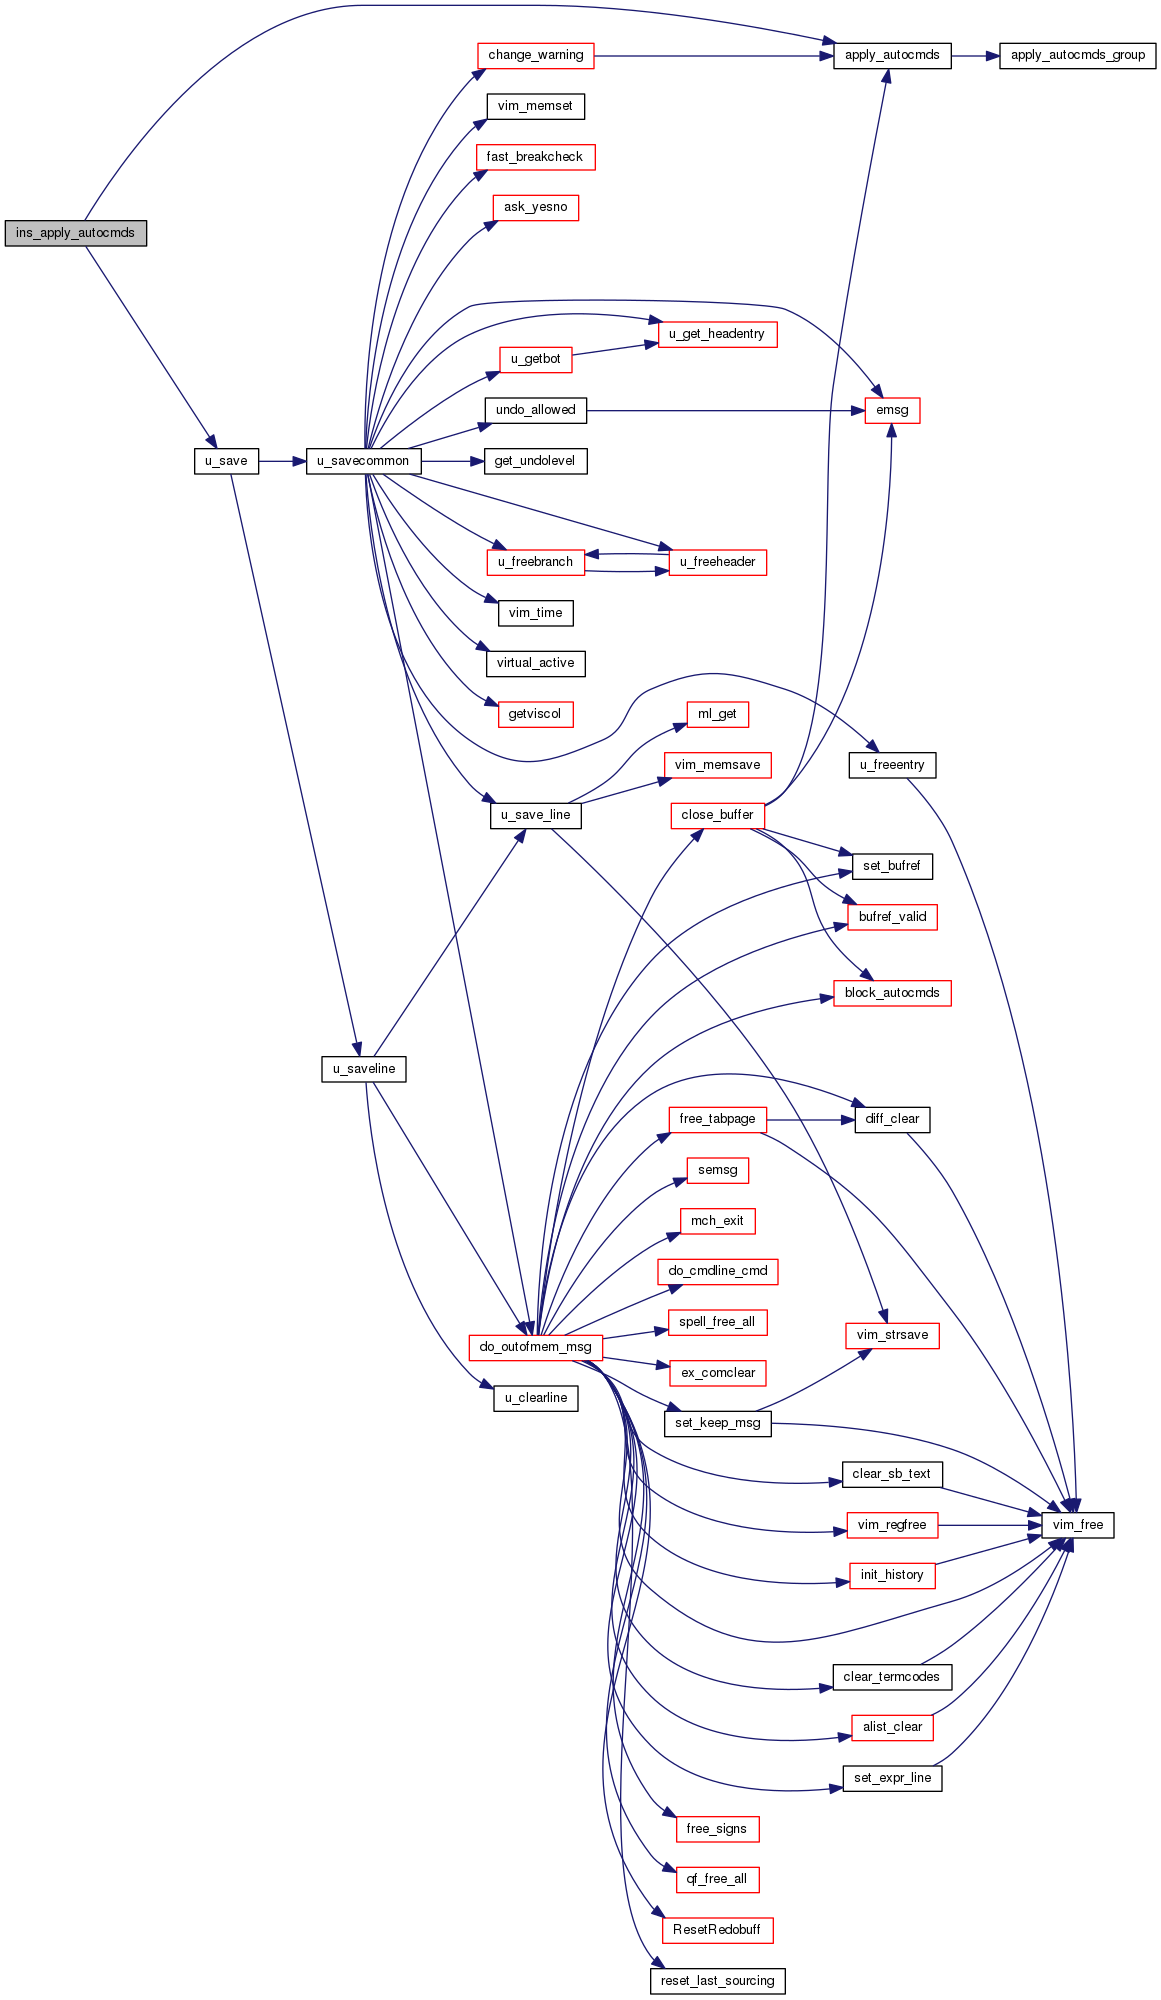 change_warning
apply_autocmds
apply_autocmds_group
vim_memset
fast_breakcheck
ask_yesno
ins_apply_autocmds
u_get_headentry
u_getbot
undo_allowed
emsg
u_save
u_savecommon
get_undolevel
u_freebranch
u_freeheader
vim_time
virtual_active
getviscol
ml_get
vim_memsave
u_freeentry
u_save_line
close_buffer
set_bufref
bufref_valid
block_autocmds
u_saveline
free_tabpage
diff_clear
semsg
mch_exit
do_cmdline_cmd
spell_free_all
vim_strsave
do_outofmem_msg
ex_comclear
u_clearline
set_keep_msg
clear_sb_text
vim_regfree
vim_free
init_history
clear_termcodes
alist_clear
set_expr_line
free_signs
qf_free_all
ResetRedobuff
reset_last_sourcing